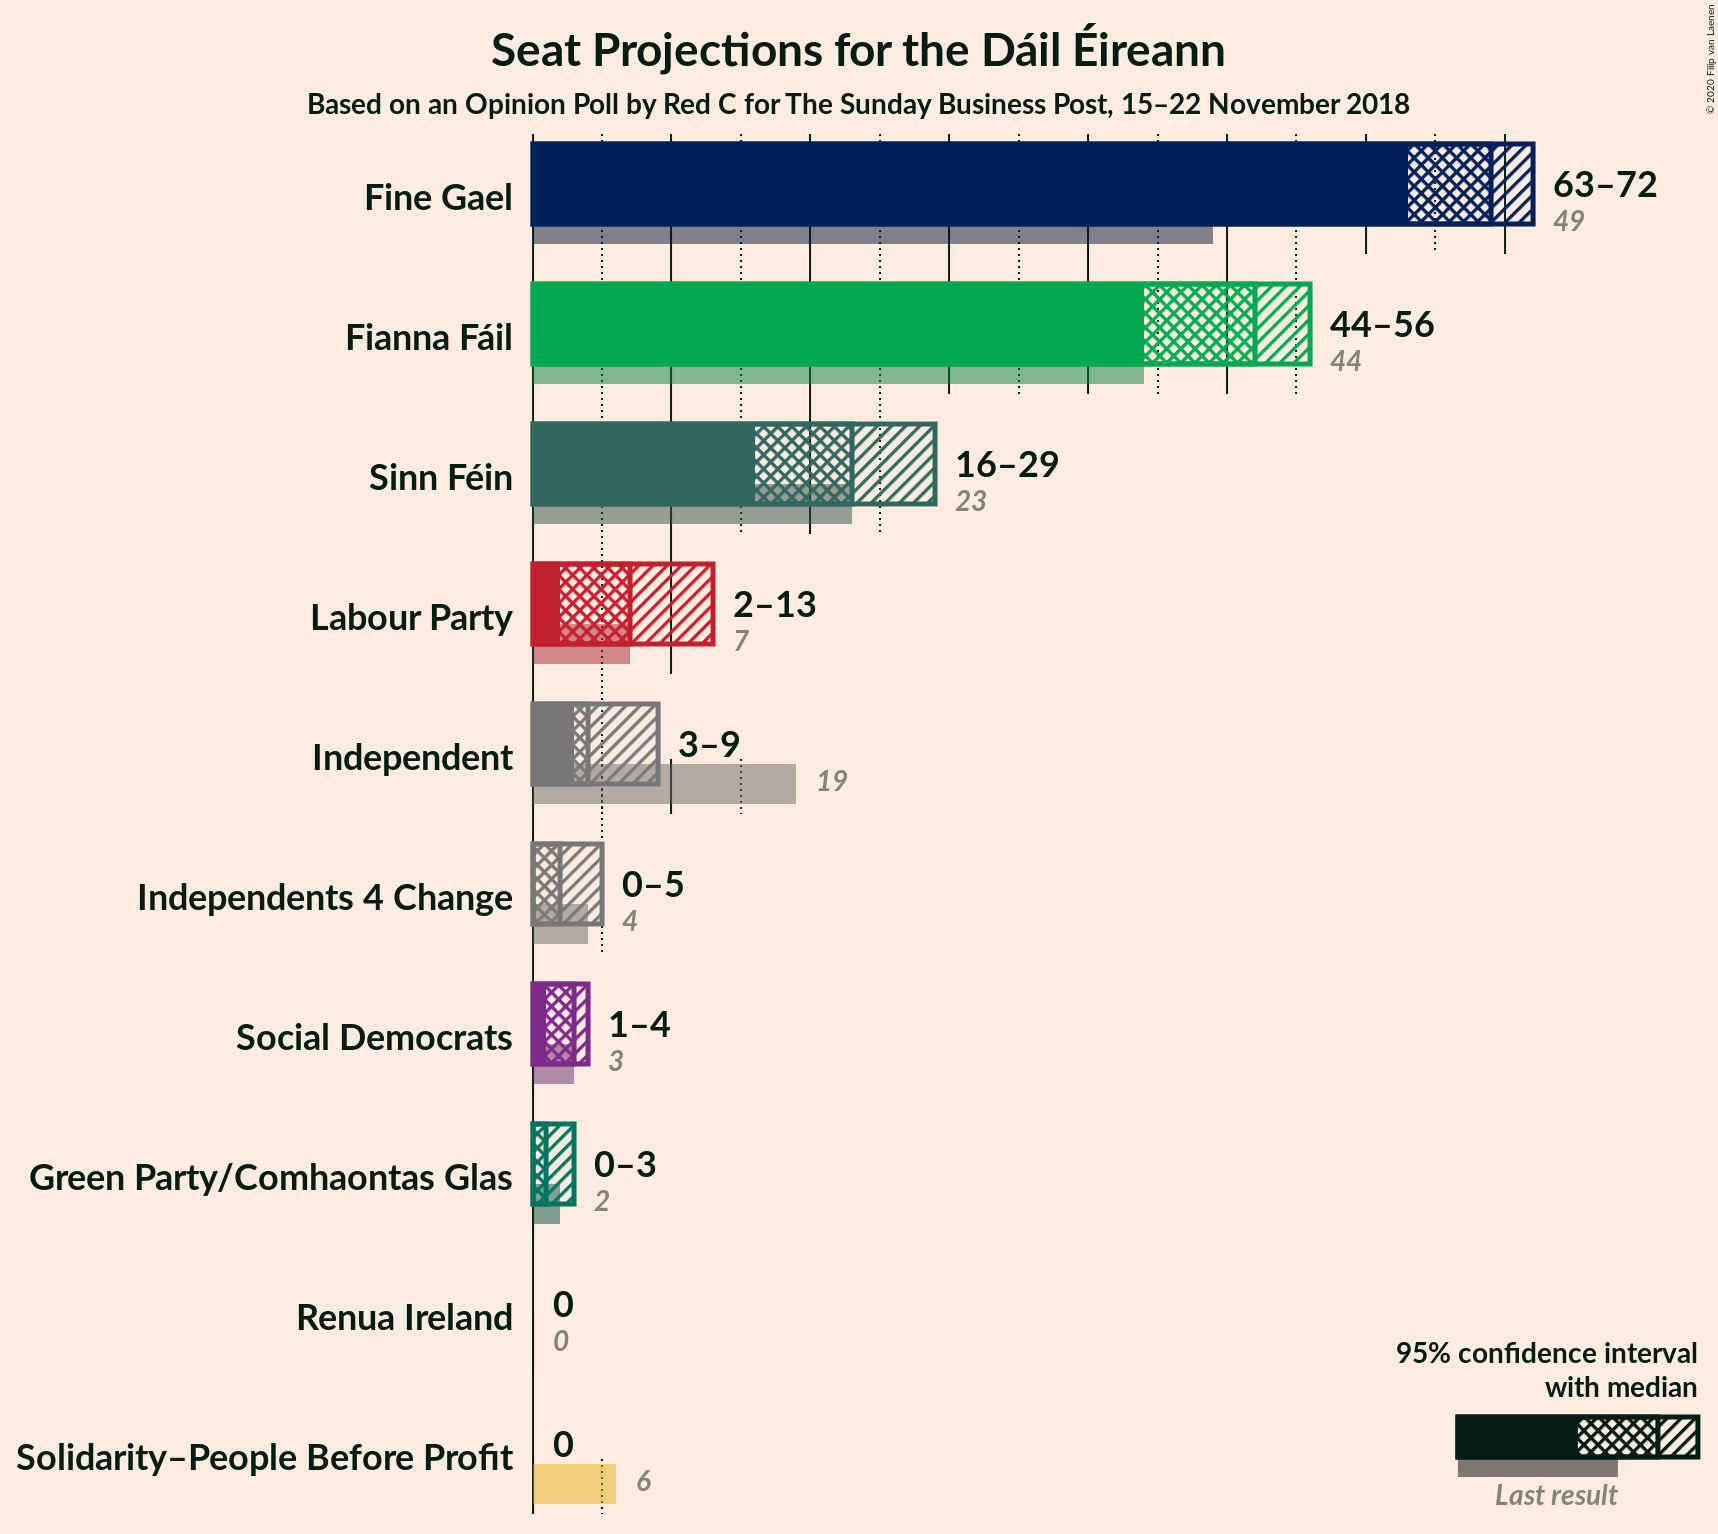 Seat Projections for the Dáil Éireann
Based on an Opinion Poll by Red C for The Sunday Business Post, 15–22 November 2018
© 2020 Filip van Laenen
Fine Gael
63–72
49
Fianna Fáil
44–56
44
Sinn Féin
16–29
23
Labour Party
2–13
7
Independent
3–9
19
Independents 4 Change
0–5
4
Social Democrats
1–4
3
Green Party/Comhaontas Glas
0–3
2
Renua Ireland
0
0
Solidarity–People Before Profit
0
6
95% confidence interval
with median
Last result